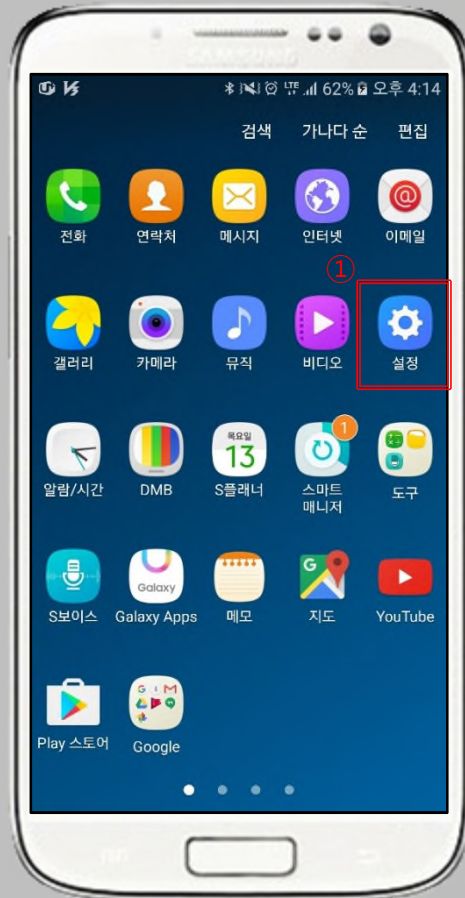 SAMSUNG
LTE 62% 오후 4:14
검색 가나다 순 편집
전화 연락처 메시지 인터넷 이메일
①
갤러리 카메라 뮤직 비디오 설정
목요일
13
1
알람/시간 DMB S플래너 스마트 매니저 도구
Galaxy
G
S보이스 Galaxy Apps 메모 지도 YouTube
G M
Play 스토어 Google